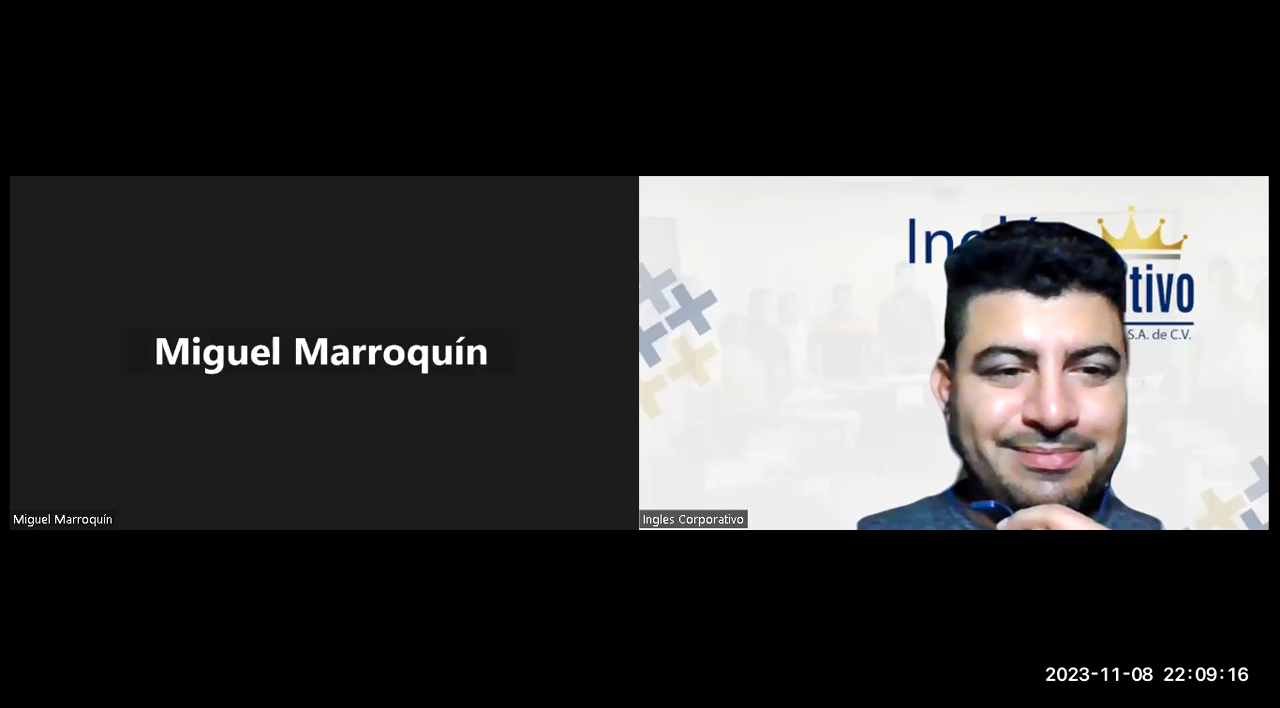 Miguel Marroquín
Miguel Marroquín
tivo
S.A. de C.V.
Ingles Corporativo
2023-11-08 22:09:16